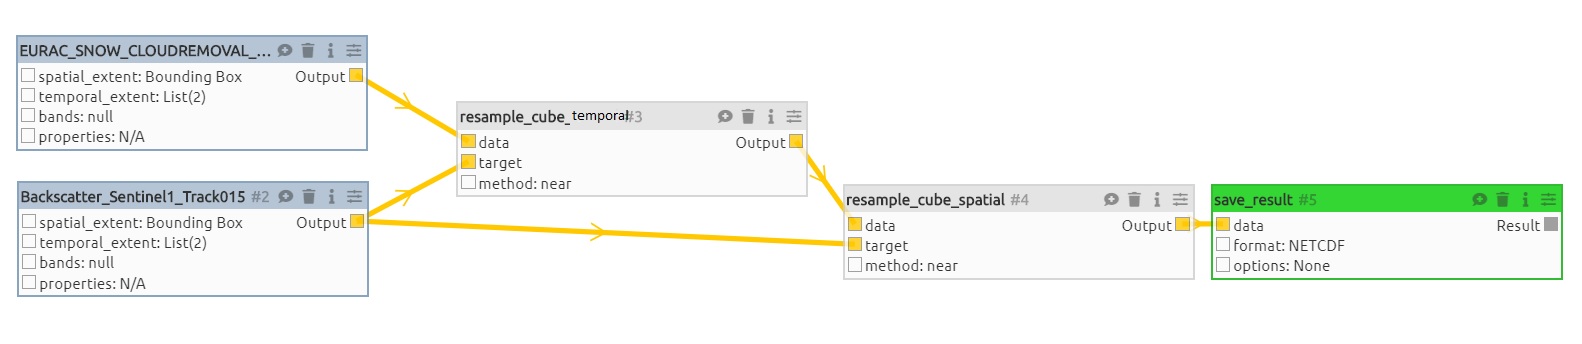 EURAC_SNOW_CLOUDREMOVAL_...
spatial_extent: Bounding Box Output
temporal_extent: List(2)
bands: null
properties: N/A
Backscatter_Sentinel1_Track015 #2
spatial_extent: Bounding Box Output
temporal_extent: List(2)
bands: null
properties: N/A
resample_cube_temporal#3
data Output
target
method: near
resample_cube_spatial #4
data Output
target
method: near
save_result #5
data Result
format: NETCDF
options: None